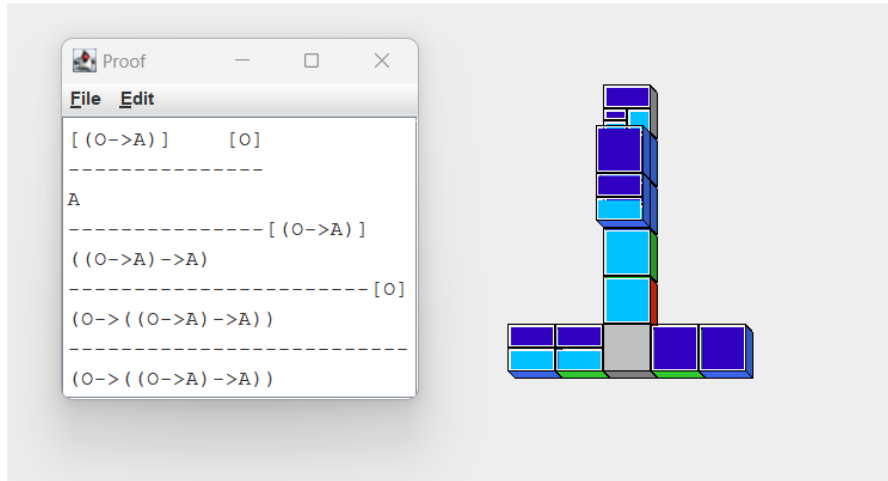 Proof
File Edit
[(O->A)] [O]
---------------
A
---------------[(O->A)]
((O->A)->A)
-----------------------[O]
(O->((O->A)->A))
--------------------------
(O->((O->A)->A))